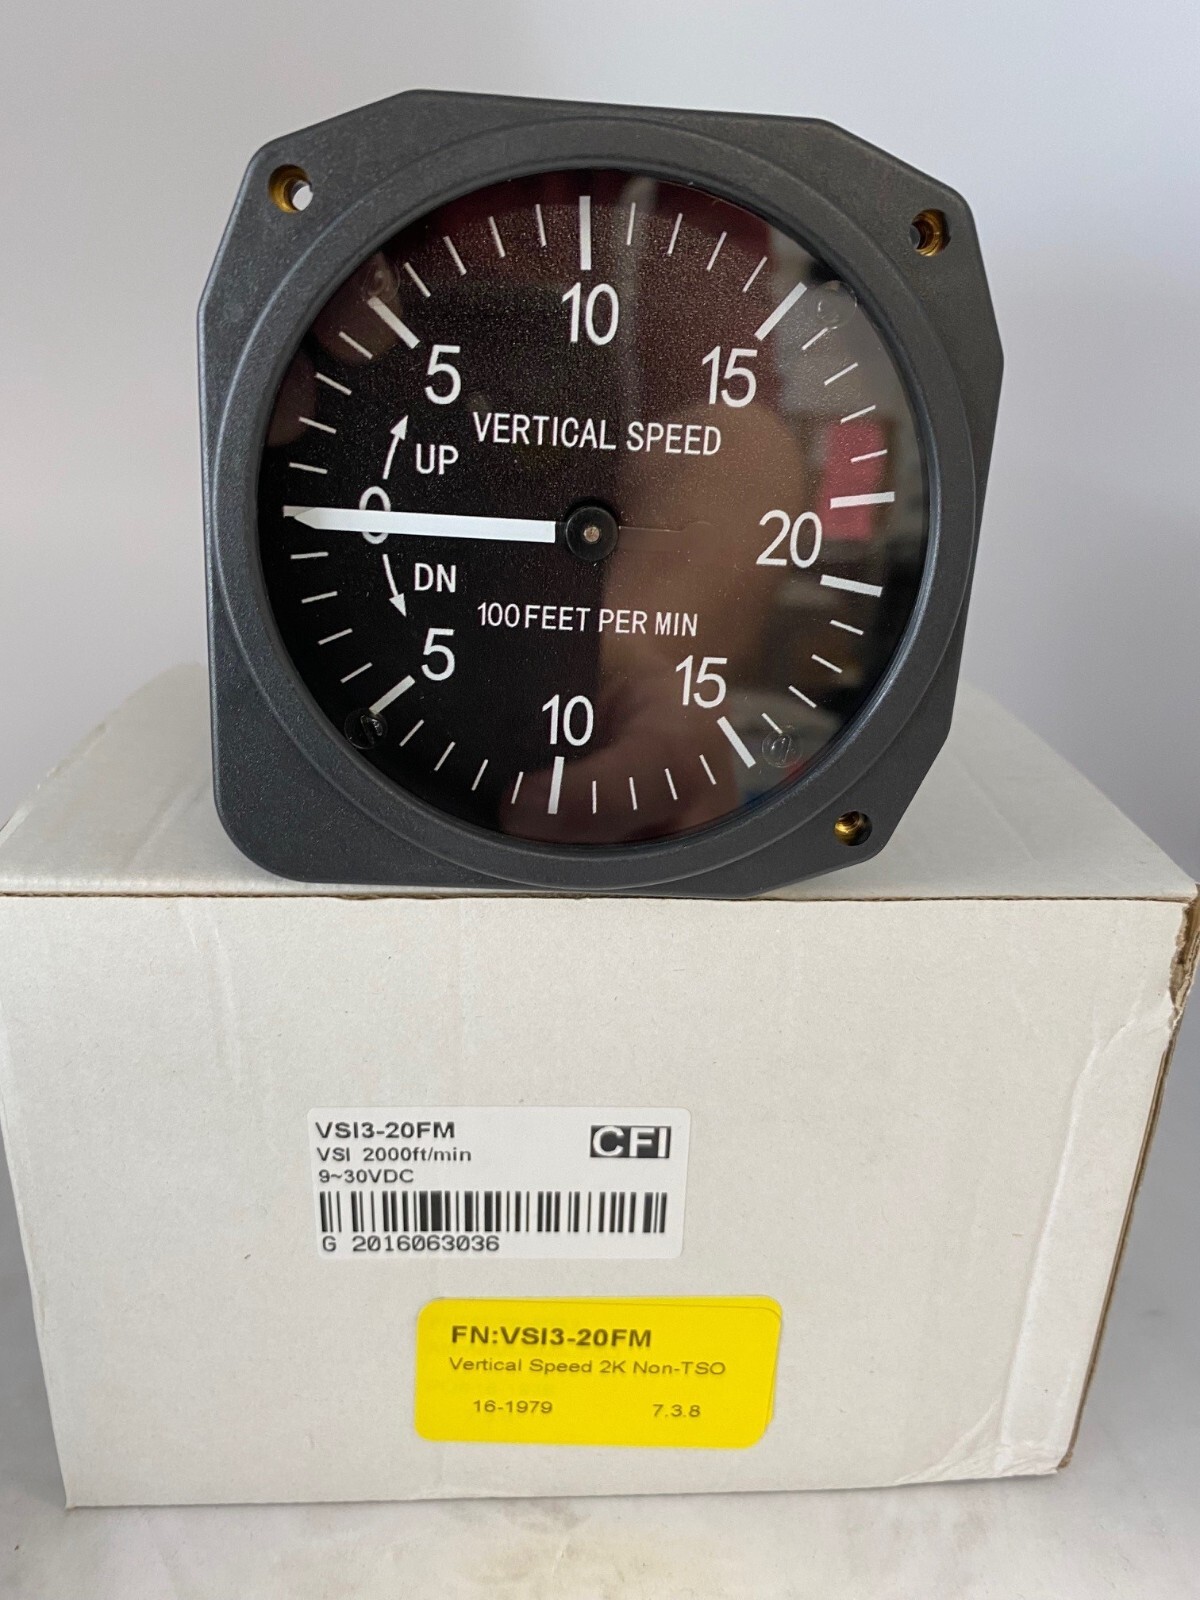 10
5
15
VERTICAL SPEED
UP
0
20
DN
100 FEET PER MIN
5
15
10
VSI3-20FM
CFI
VSI 2000ft/min
9~30VDC
G 2016063036
FN:VSI3-20FM
Vertical Speed 2K Non-TSO
16-1979 7.3.8